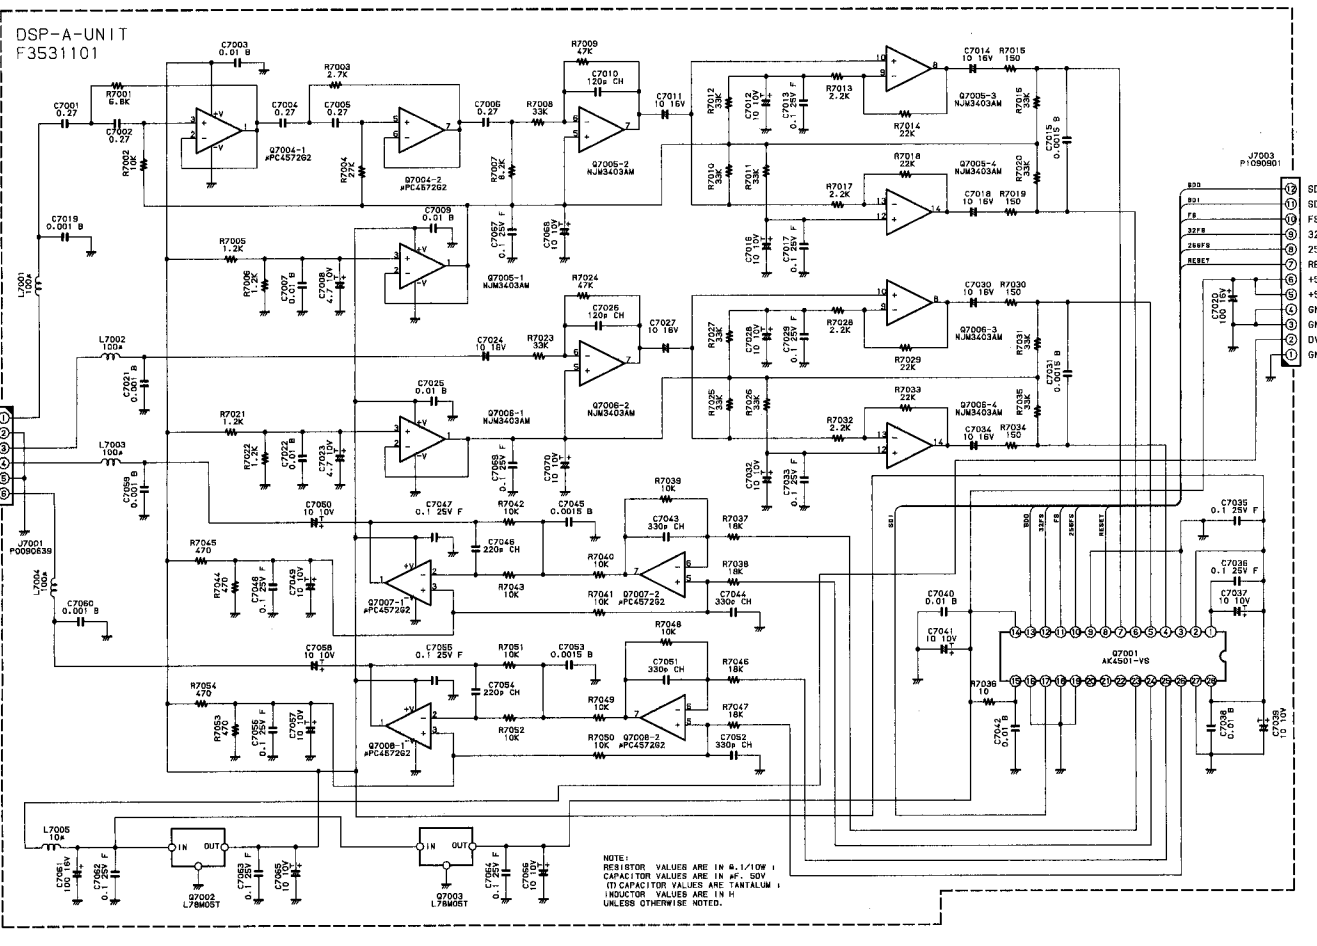 DSP-A-UNIT
F3531101
C7003
0.01 B
R7001
6.8K
C7001
0.27
C7002
0.27
R7002
10K
Q7004-1
µPC4572G2
C7004
0.27
R7003
2.7K
C7005
0.27
R7004
27K
Q7004-2
µPC4572G2
C7006
0.27
R7007
8.2K
R7008
33K
R7009
47K
C7010
120p CH
Q7005-2
NJM3403AM
C7011
10 16V
R7012
33K
C7012
10 10V
C7013
0.1 25V F
R7013
2.2K
R7014
22K
Q7005-3
NJM3403AM
C7014
10 16V
R7015
150
R7016
33K
C7015
0.0015 B
R7010
33K
R7011
33K
R7017
2.2K
R7018
22K
Q7005-4
NJM3403AM
C7018
10 16V
R7019
150
R7020
33K
C7016
10 10V
C7017
0.1 25V F
C7019
0.001 B
L7001
100µ
R7005
1.2K
R7006
1.2K
C7007
0.01 B
C7008
4.7 10V
C7009
0.01 B
Q7005-1
NJM3403AM
C7067
0.1 25V F
C7068
10 10V
L7002
100µ
C7021
0.001 B
C7024
10 16V
R7023
33K
R7024
47K
C7026
120p CH
Q7006-2
NJM3403AM
C7027
10 16V
R7027
33K
C7028
10 10V
C7029
0.1 25V F
R7028
2.2K
R7029
22K
Q7006-3
NJM3403AM
C7030
10 16V
R7030
150
R7031
33K
C7031
0.0015 B
R7025
33K
R7026
33K
R7032
2.2K
R7033
22K
Q7006-4
NJM3403AM
C7034
10 16V
R7034
150
R7035
33K
C7032
10 10V
C7033
0.1 25V F
R7021
1.2K
R7022
1.2K
C7022
0.01 B
C7023
4.7 10V
C7025
0.01 B
Q7006-1
NJM3403AM
C7069
0.1 25V F
C7070
10 10V
L7003
100µ
C7059
0.001 B
J7001
P0090639
L7004
100µ
C7060
0.001 B
C7050
10 10V
C7047
0.1 25V F
C7046
220p CH
R7042
10K
C7045
0.0015 B
R7043
10K
R7045
470
R7044
470
C7048
0.1 25V F
C7049
10 10V
Q7007-1
µPC4572G2
R7040
10K
R7041
10K
R7039
10K
C7043
330p CH
R7037
18K
R7038
18K
C7044
330p CH
Q7007-2
µPC4572G2
C7058
10 10V
C7055
0.1 25V F
C7054
220p CH
R7051
10K
C7053
0.0015 B
R7052
10K
R7054
470
R7053
470
C7056
0.1 25V F
C7057
10 10V
Q7008-1
µPC4572G2
R7049
10K
R7050
10K
R7048
10K
C7051
330p CH
R7046
18K
R7047
18K
C7052
330p CH
Q7008-2
µPC4572G2
L7005
10µ
C7061
100 16V
C7062
0.1 25V F
IN OUT
Q7002
L78M05T
C7063
0.1 25V F
C7065
10 10V
IN OUT
Q7003
L78M05T
C7064
0.1 25V F
C7066
10 10V
J7003
P1090901
SDO
SDI
FS
32FS
256FS
RESET
C7020
100 16V
SDI
SDO
32FS
FS
256FS
RESET
C7035
0.1 25V F
C7036
0.1 25V F
C7037
10 10V
C7040
0.01 B
C7041
10 10V
Q7001
AK4501-VS
R7036
10
C7042
0.01 B
C7038
0.01 B
C7039
10 10V
NOTE:
RESISTOR VALUES ARE IN Ω.1/10W ;
CAPACITOR VALUES ARE IN µF. 50V
(T) CAPACITOR VALUES ARE TANTALUM ;
INDUCTOR VALUES ARE IN H
UNLESS OTHERWISE NOTED.